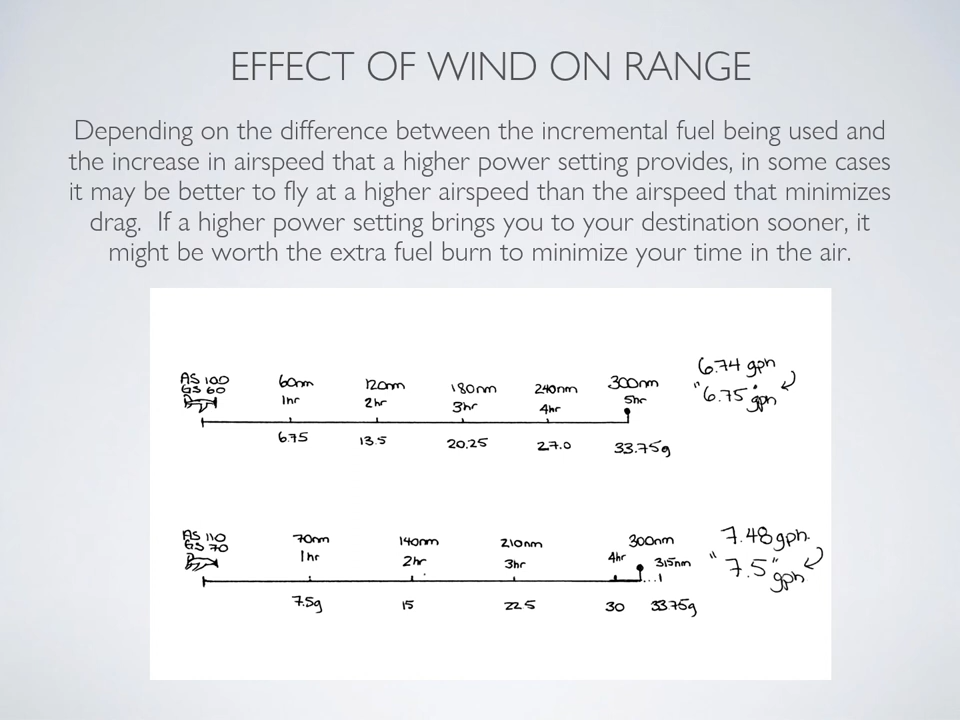 EFFECT OF WIND ON RANGE
Depending on the difference between the incremental fuel being used and
the increase in airspeed that a higher power setting provides, in some cases
it may be better to fly at a higher airspeed than the airspeed that minimizes
drag. If a higher power setting brings you to your destination sooner, it
might be worth the extra fuel burn to minimize your time in the air.
6.74 gph
"6.75" gph
AS 100
GS 60
60nm 120nm 180nm 240nm 300nm
1hr 2hr 3hr 4hr 5hr
6.75 13.5 20.25 27.0 33.75g
7.48 gph.
"7.5" gph
AS 110
GS 70
70nm 140nm 210nm 300nm
1hr 2hr 3hr 4hr 315nm
7.5g 15 22.5 30 33.75g